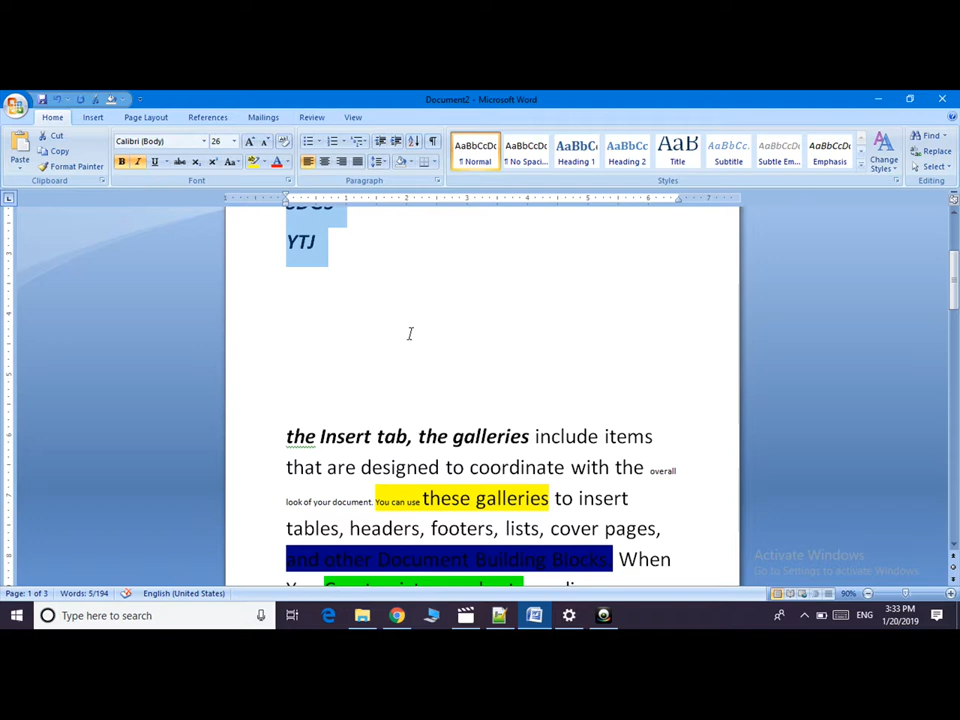 Document2 - Microsoft Word
Home Insert Page Layout References Mailings Review View
Paste
Cut
Copy
Format Painter
Clipboard
Calibri (Body) 26
Font
Paragraph
AaBbCcDc AaBbCcDc AaBbCc AaBbCc AaB AaBbCc. AaBbCcDc AaBbCcDc
¶ Normal ¶ No Spaci... Heading 1 Heading 2 Title Subtitle Subtle Em... Emphasis
Change Styles
Styles
Find
Replace
Select
Editing
YTJ
the Insert tab, the galleries include items
that are designed to coordinate with the overall
look of your document. You can use these galleries to insert
tables, headers, footers, lists, cover pages,
and other Document Building Blocks. When
Activate Windows
Go to Settings to activate Windows.
Page: 1 of 3 Words: 5/194 English (United States) 90%
Type here to search
ENG
3:33 PM
1/20/2019